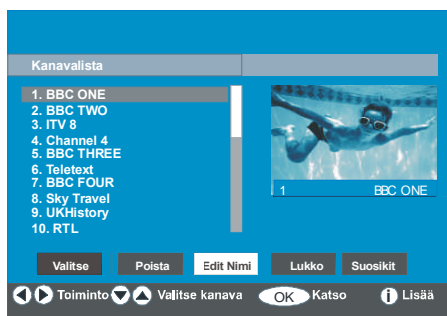 Kanavalista
1. BBC ONE
2. BBC TWO
3. ITV 8
4. Channel 4
5. BBC THREE
6. Teletext
7. BBC FOUR
8. Sky Travel
9. UKHistory
10. RTL
1 BBC ONE
Valitse Poista Edit Nimi Lukko Suosikit
Toiminto Valitse kanava OK Katso i Lisää